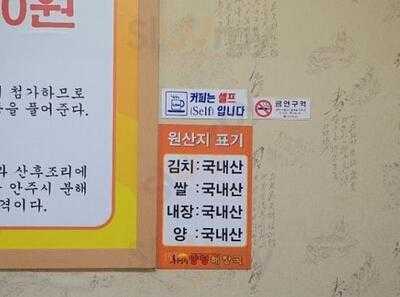 0원
첨가하므로
을 풀어준다.
산후조리에
안주시 분해
격이다.
커피는 셀프
(Self) 입니다
금연구역
원산지 표기
김치:국내산
쌀 :국내산
내장:국내산
양 :국내산